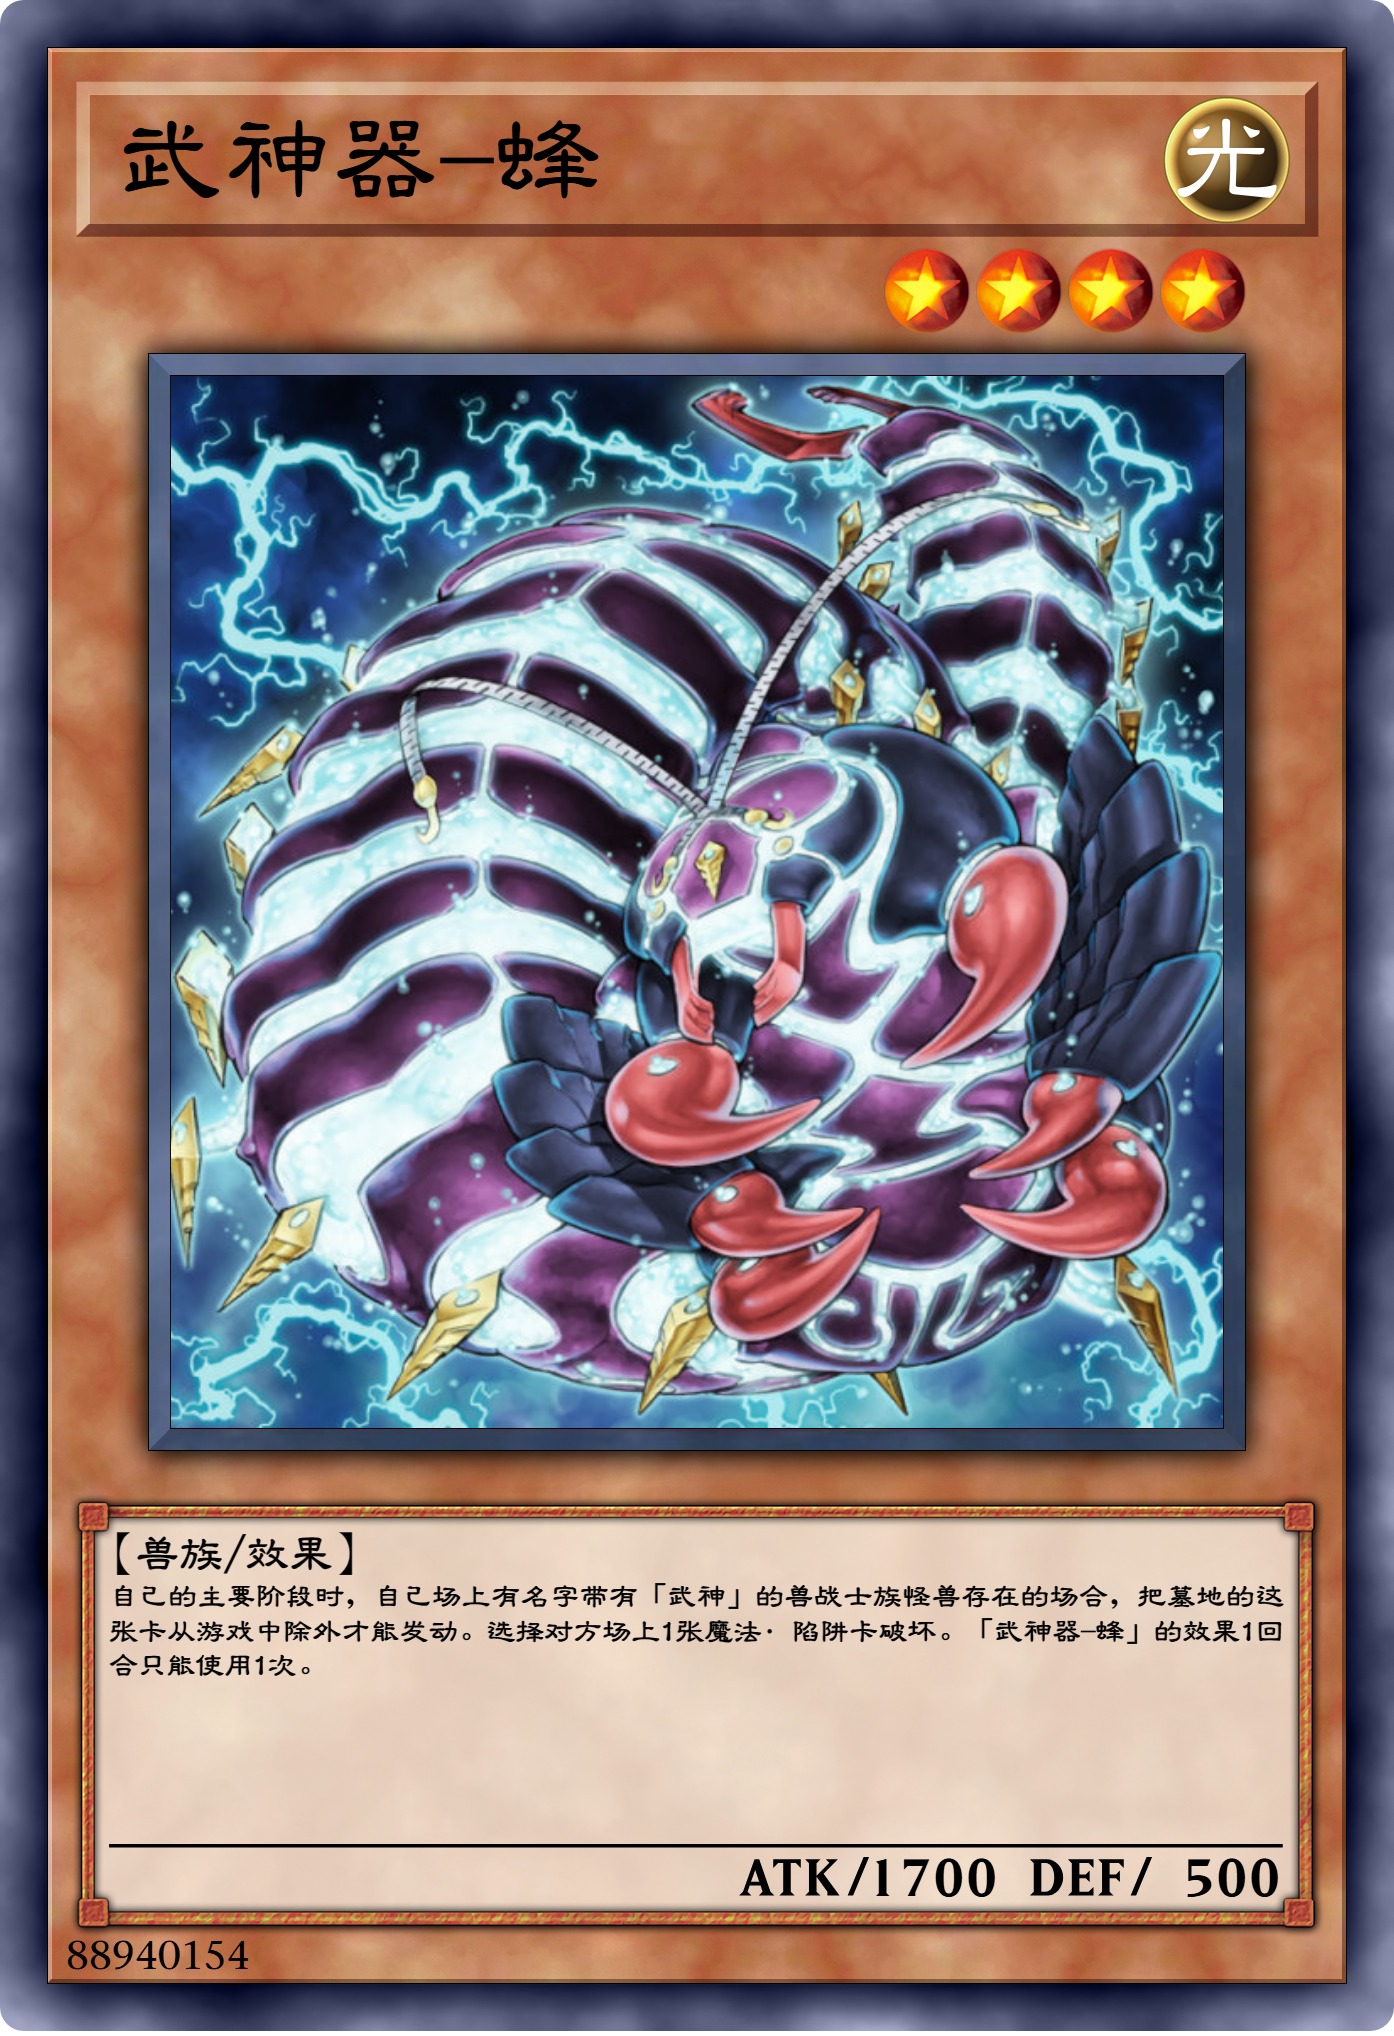 武神器-蜂
光
【兽族/效果】
自己的主要阶段时，自己场上有名字带有「武神」的兽战士族怪兽存在的场合，把墓地的这
张卡从游戏中除外才能发动。选择对方场上1张魔法·陷阱卡破坏。「武神器-蜂」的效果1回
合只能使用1次。
ATK/1700 DEF/ 500
88940154